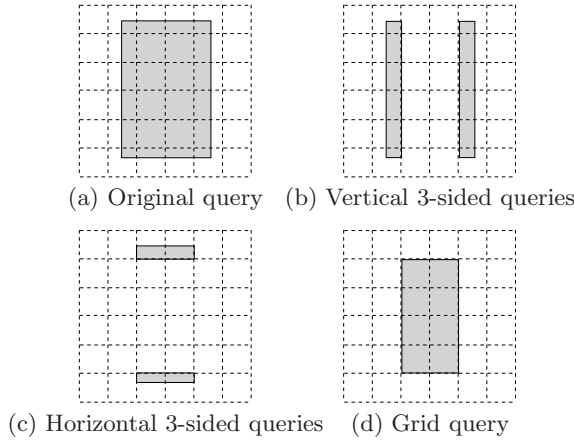 (a) Original query
(b) Vertical 3-sided queries
(c) Horizontal 3-sided queries
(d) Grid query